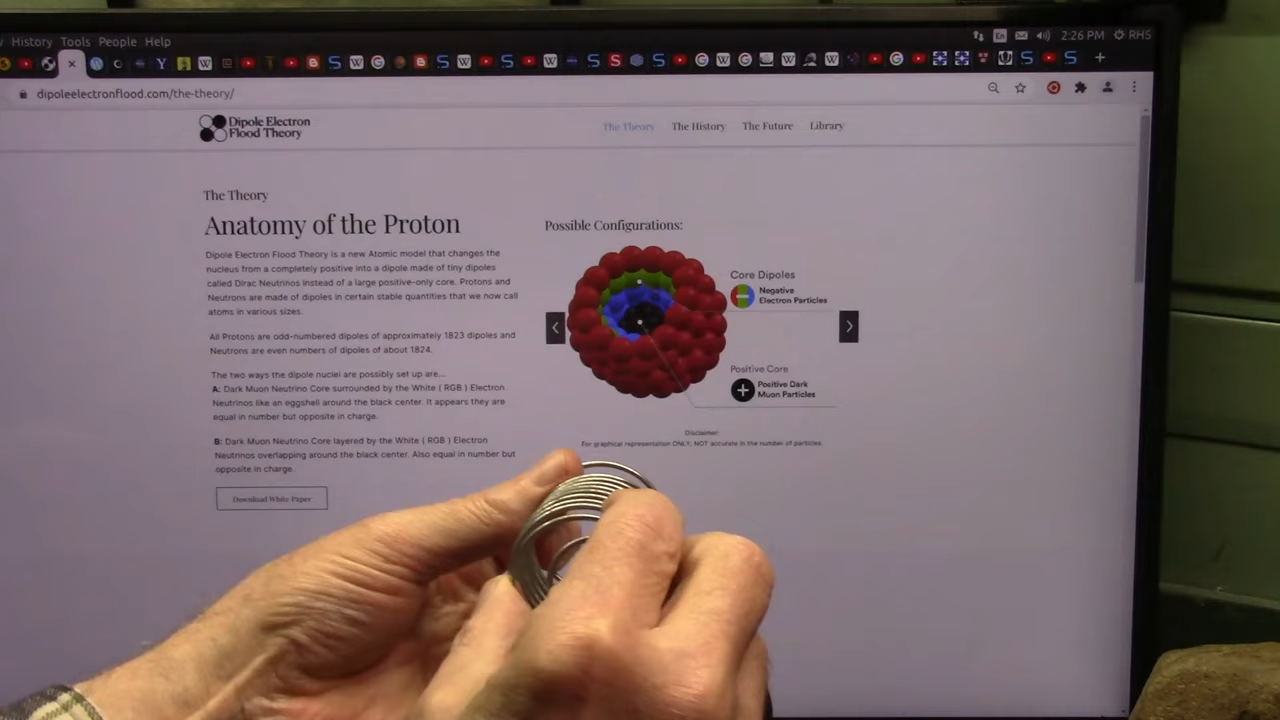 History Tools People Help
En 2:26 PM RHS
dipoleelectronflood.com/the-theory/
Dipole Electron
Flood Theory
The Theory The History The Future Library
The Theory
Anatomy of the Proton
Dipole Electron Flood Theory is a new Atomic model that changes the
nucleus from a completely positive into a dipole made of tiny dipoles
called Dirac Neutrinos instead of a large positive-only core. Protons and
Neutrons are made of dipoles in certain stable quantities that we now call
atoms in various sizes.
All Protons are odd-numbered dipoles of approximately 1823 dipoles and
Neutrons are even numbers of dipoles of about 1824.
The two ways the dipole nuclei are possibly set up are...
A: Dark Muon Neutrino Core surrounded by the White ( RGB ) Electron
Neutrinos like an eggshell around the black center. It appears they are
equal in number but opposite in charge.
B: Dark Muon Neutrino Core layered by the White ( RGB ) Electron
Neutrinos overlapping around the black center. Also equal in number but
opposite in charge.
Download White Paper
Possible Configurations:
Core Dipoles
Negative
Electron Particles
Positive Core
Positive Dark
Muon Particles
Disclaimer:
For graphical representation ONLY, NOT accurate in the number of particles.